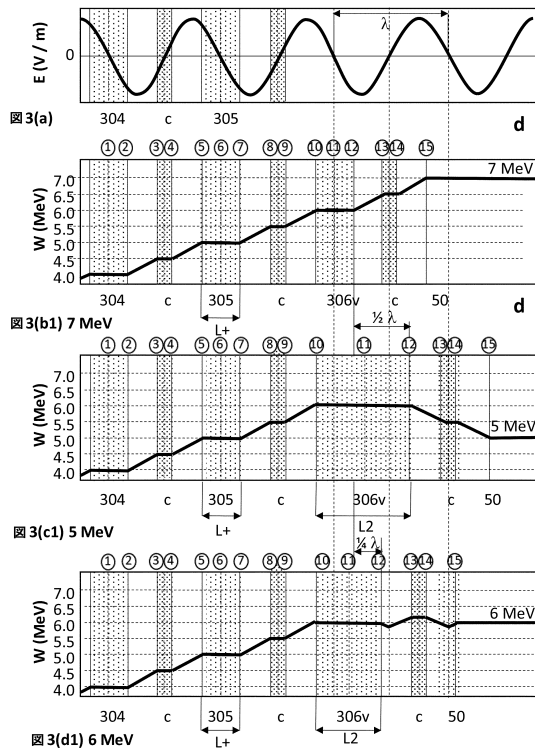 E (V / m)
0
λ
304 c 305
図3(a)
d
① ② ③ ④ ⑤ ⑥ ⑦ ⑧ ⑨ ⑩ ⑪ ⑫ ⑬ ⑭ ⑮
W (MeV)
7 MeV
7.0
6.5
6.0
5.5
5.0
4.5
4.0
304 c 305 c 306v c 50
L+
½ λ
d
図3(b1) 7 MeV
① ② ③ ④ ⑤ ⑥ ⑦ ⑧ ⑨ ⑩ ⑪ ⑫ ⑬ ⑭ ⑮
W (MeV)
7.0
6.5
6.0
5.5
5.0
4.5
4.0
5 MeV
304 c 305 c 306v c 50
L+ L2
図3(c1) 5 MeV
¼ λ
① ② ③ ④ ⑤ ⑥ ⑦ ⑧ ⑨ ⑩ ⑪ ⑫ ⑬ ⑭ ⑮
W (MeV)
7.0
6.5
6.0
5.5
5.0
4.5
4.0
6 MeV
304 c 305 c 306v c 50
L+ L2
図3(d1) 6 MeV